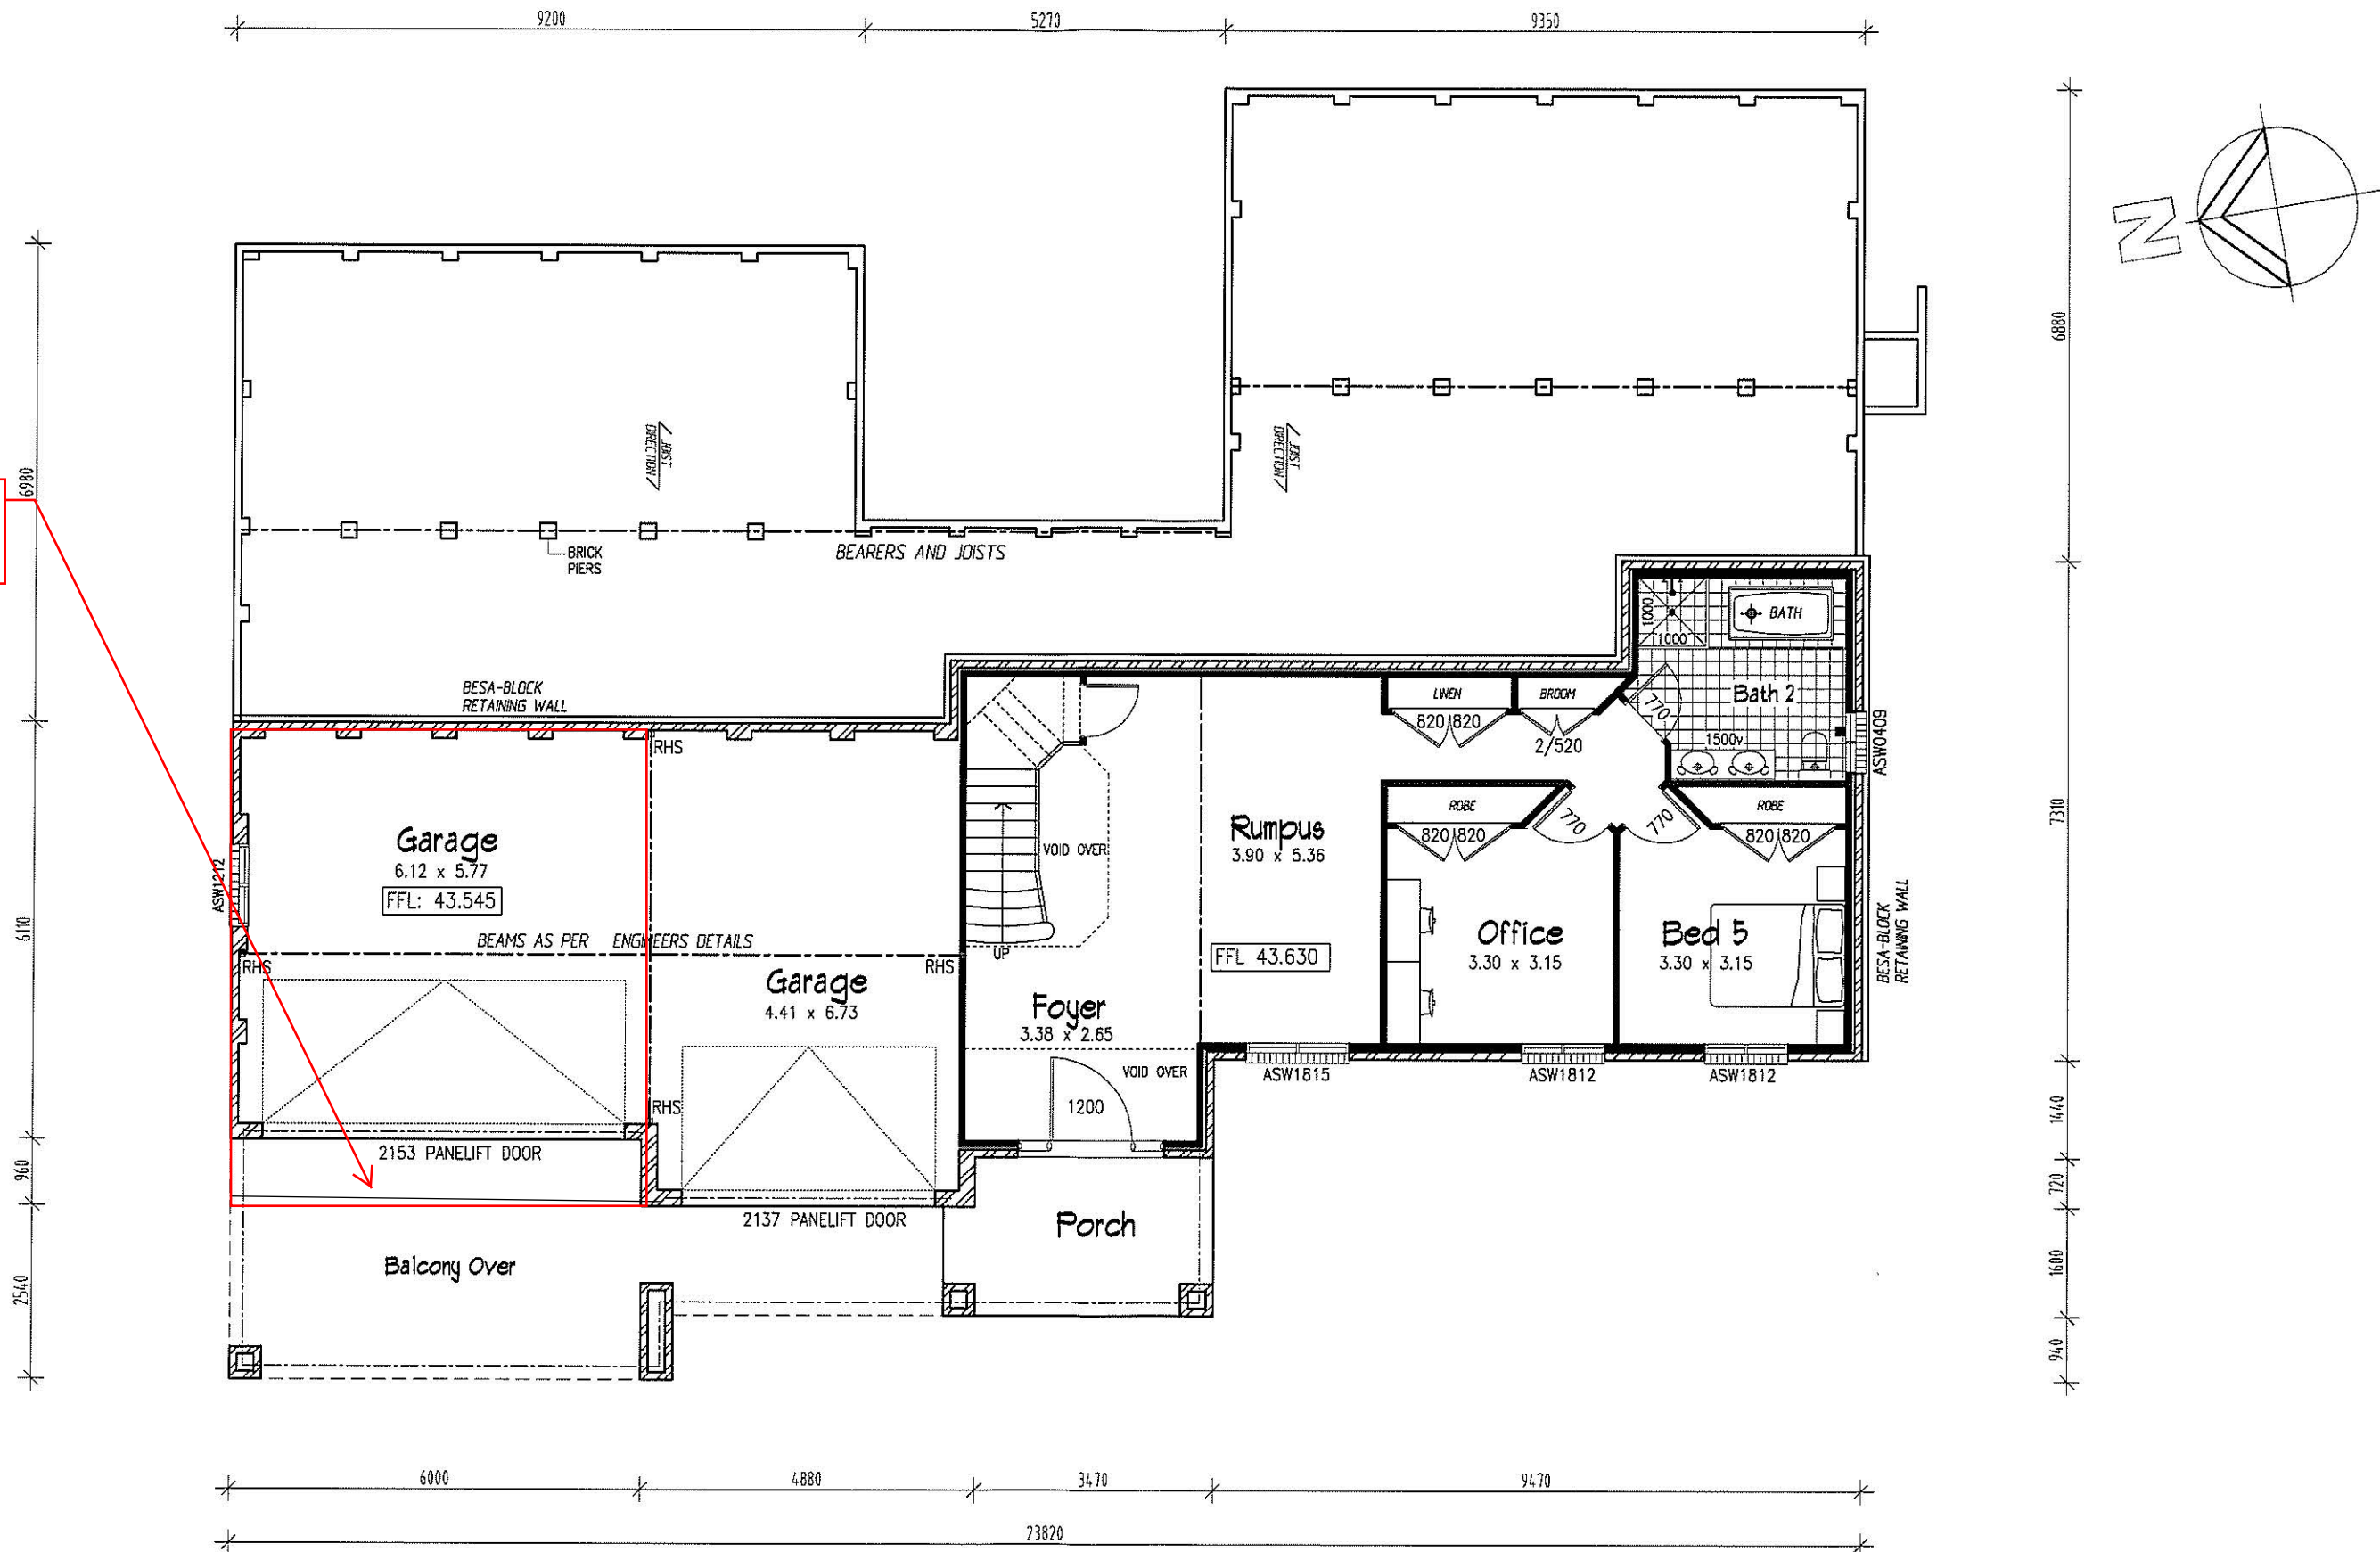 9200
5270
9350
N
6980
6880
JOIST
DIRECTION
JOIST
DIRECTION
BRICK
PIERS
BEARERS AND JOISTS
1000
1000
BATH
BESA-BLOCK
RETAINING WALL
LINEN
BROOM
Bath 2
770
820 820
2/520
1500v
ASW0409
RHS
ROBE
ROBE
770
770
820 820
820 820
7310
Garage
6.12 x 5.77
FFL: 43.545
ASW1212
VOID OVER
Rumpus
3.90 x 5.36
6110
BEAMS AS PER ENGINEERS DETAILS
RHS
RHS
UP
FFL 43.630
Office
3.30 x 3.15
Bed 5
3.30 x 3.15
BESA-BLOCK
RETAINING WALL
Garage
4.41 x 6.73
Foyer
3.38 x 2.65
VOID OVER
ASW1815
ASW1812
ASW1812
RHS
1200
1440
2153 PANELIFT DOOR
960
720
2137 PANELIFT DOOR
Porch
Balcony Over
2540
1600
940
6000
4880
3470
9470
23820